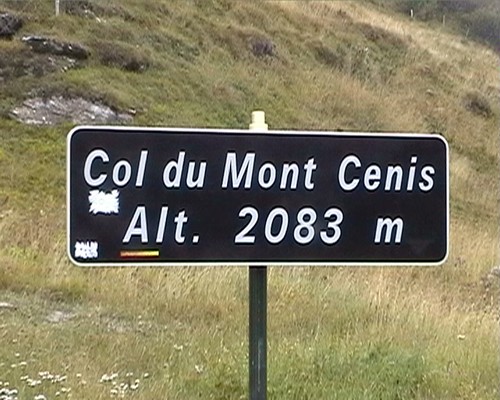 Col du Mont Cenis
Alt. 2083 m